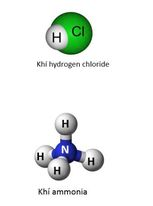 H Cl
Khí hydrogen chloride
H
H N H
H
Khí ammonia